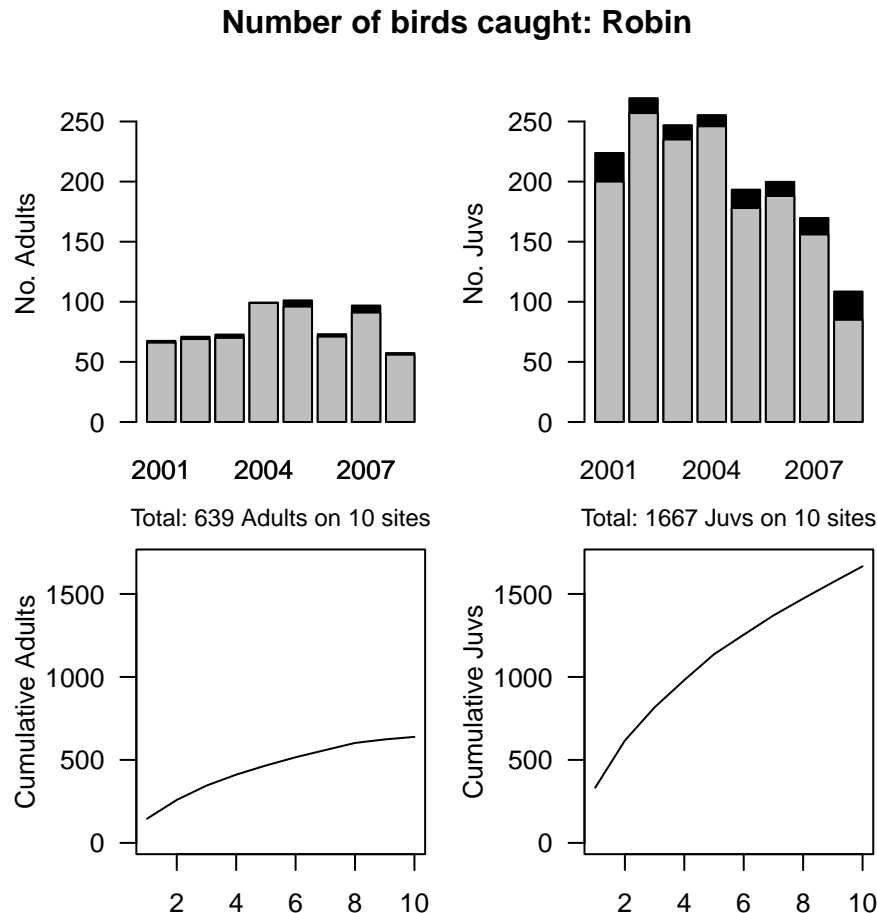 Number of birds caught: Robin
No. Adults
250
200
150
100
50
0
2001 2004 2007
No. Juvs
250
200
150
100
50
0
2001 2004 2007
Total: 639 Adults on 10 sites
Cumulative Adults
1500
1000
500
0
2 4 6 8 10
Total: 1667 Juvs on 10 sites
Cumulative Juvs
1500
1000
500
0
2 4 6 8 10